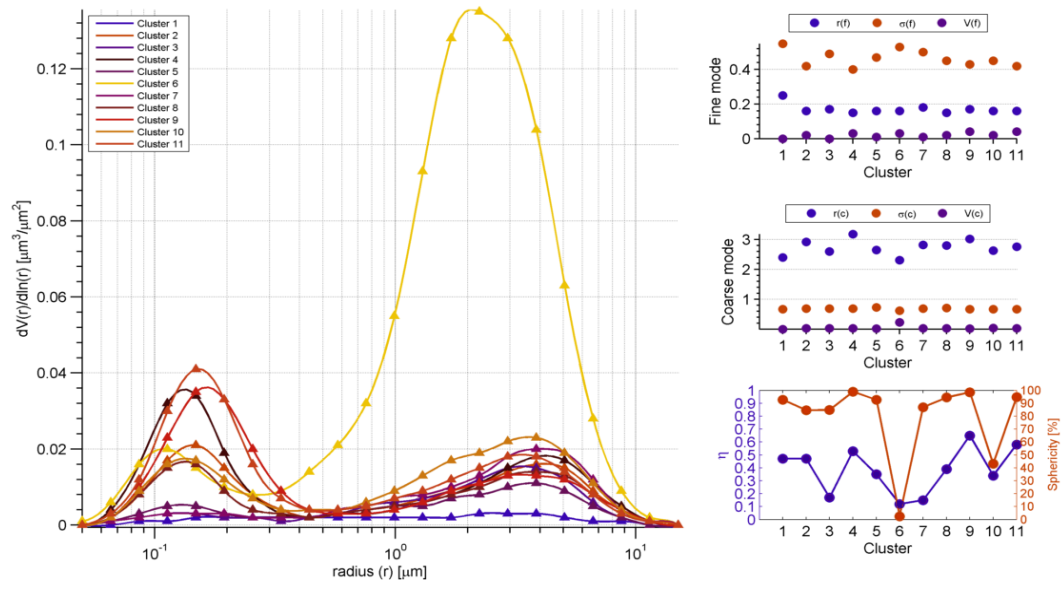 Cluster 1
Cluster 2
Cluster 3
Cluster 4
Cluster 5
Cluster 6
Cluster 7
Cluster 8
Cluster 9
Cluster 10
Cluster 11
0.12
0.1
0.08
0.06
0.04
0.02
0
dV(r)/dln(r) [μm³/μm²]
10⁻¹ 10⁰ 10¹
radius (r) [μm]
r(f) σ(f) V(f)
0.4
0.2
0
Fine mode
1 2 3 4 5 6 7 8 9 10 11
Cluster
r(c) σ(c) V(c)
3
2
1
Coarse mode
1 2 3 4 5 6 7 8 9 10 11
Cluster
1 100
0.9 90
0.8 80
0.7 70
0.6 60
0.5 50
0.4 40
0.3 30
0.2 20
0.1 10
0 0
η
Sphericity [%]
1 2 3 4 5 6 7 8 9 10 11
Cluster